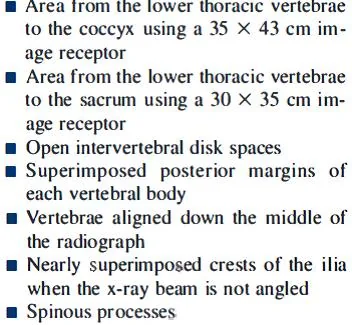 ■ Area from the lower thoracic vertebrae
to the coccyx using a 35 × 43 cm im-
age receptor
■ Area from the lower thoracic vertebrae
to the sacrum using a 30 × 35 cm im-
age receptor
■ Open intervertebral disk spaces
■ Superimposed posterior margins of
each vertebral body
■ Vertebrae aligned down the middle of
the radiograph
■ Nearly superimposed crests of the ilia
when the x-ray beam is not angled
■ Spinous processes